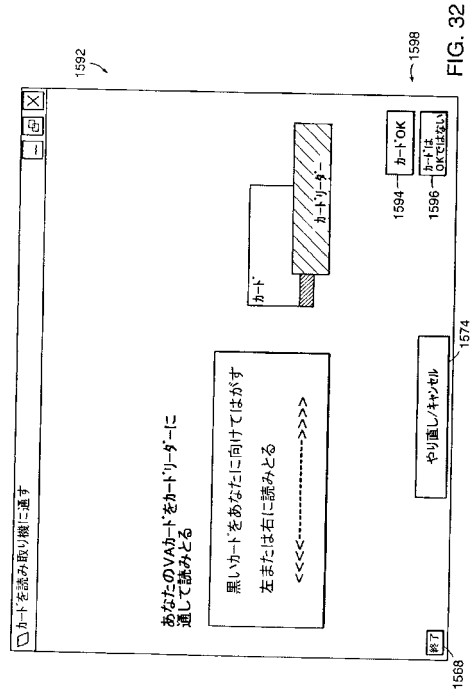 カードを読み取り機に通す
1592
あなたのVAカードをカードリーダーに
通して読みとる
黒いカードをあなたに向けてはがす
左または右に読みとる
<<<<--------------->>>>
カード
カードリーダー
1594
カードOK
1596
カードは
OKではない
1598
終了
1568
やり直し/キャンセル
1574
FIG. 32